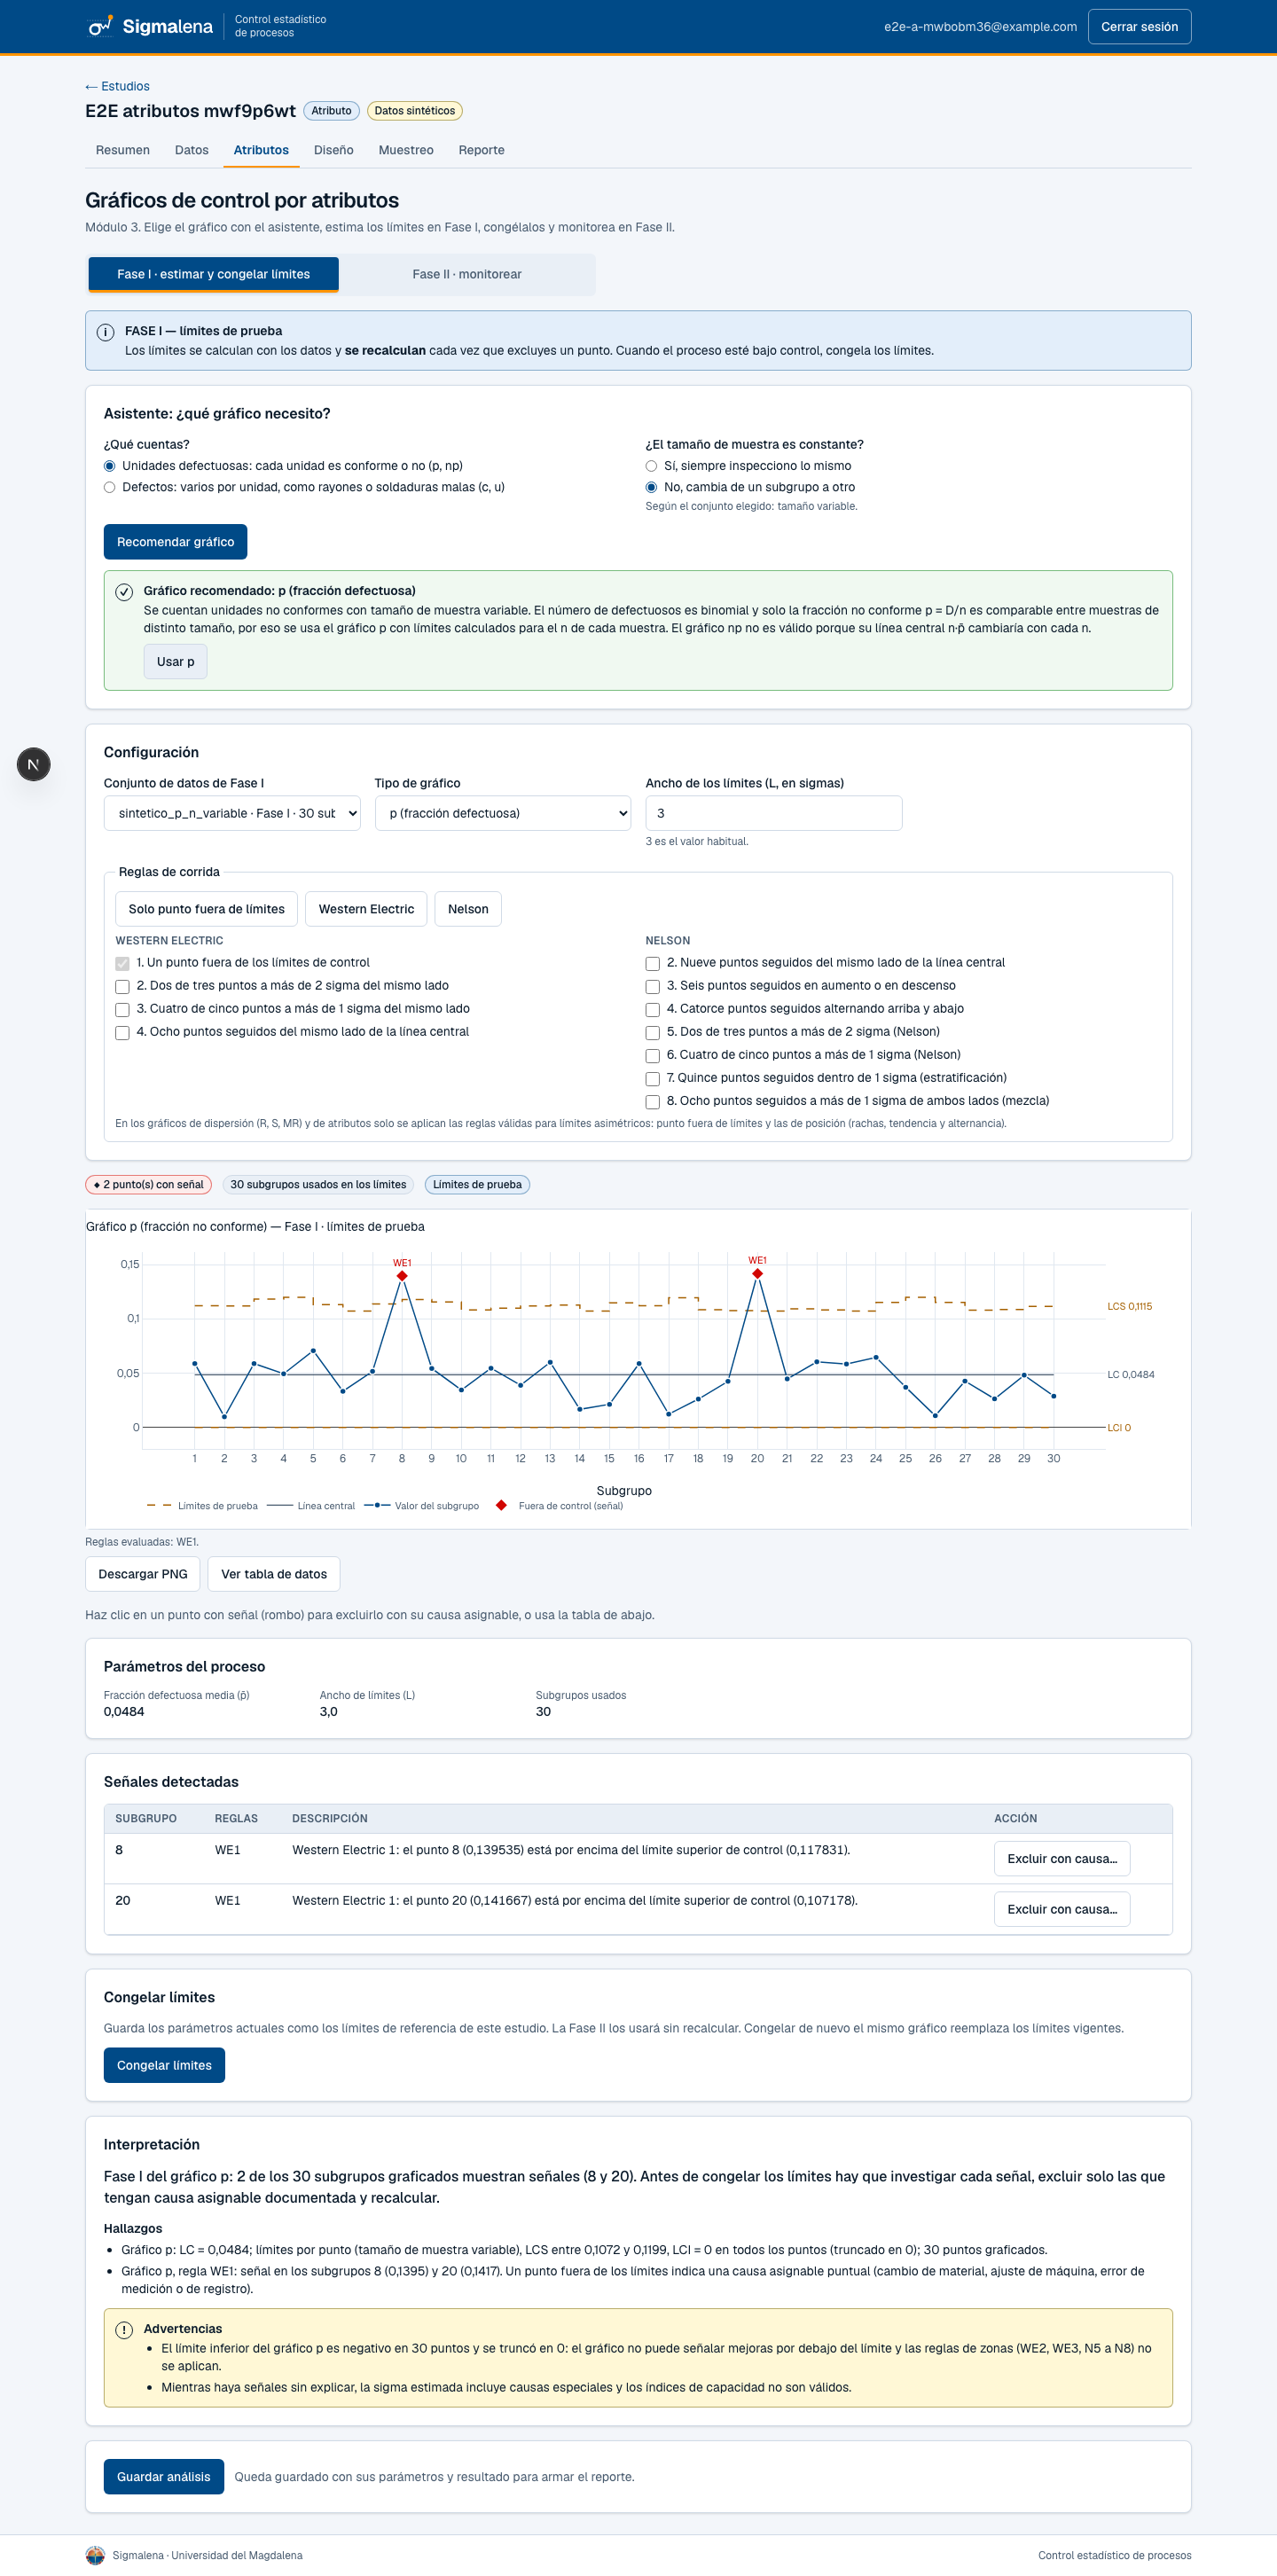 Sigmalena
Control estadístico
de procesos
e2e-a-mwbobm36@example.com
Cerrar sesión
← Estudios
E2E atributos mwf9p6wt
Atributo
Datos sintéticos
Resumen
Datos
Atributos
Diseño
Muestreo
Reporte
Gráficos de control por atributos
Módulo 3. Elige el gráfico con el asistente, estima los límites en Fase I, congélalos y monitorea en Fase II.
Fase I · estimar y congelar límites
Fase II · monitorear
FASE I — límites de prueba
Los límites se calculan con los datos y se recalculan cada vez que excluyes un punto. Cuando el proceso esté bajo control, congela los límites.
Asistente: ¿qué gráfico necesito?
¿Qué cuentas?
Unidades defectuosas: cada unidad es conforme o no (p, np)
Defectos: varios por unidad, como rayones o soldaduras malas (c, u)
¿El tamaño de muestra es constante?
Sí, siempre inspecciono lo mismo
No, cambia de un subgrupo a otro
Según el conjunto elegido: tamaño variable.
Recomendar gráfico
Gráfico recomendado: p (fracción defectuosa)
Se cuentan unidades no conformes con tamaño de muestra variable. El número de defectuosos es binomial y solo la fracción no conforme p = D/n es comparable entre muestras de
distinto tamaño, por eso se usa el gráfico p con límites calculados para el n de cada muestra. El gráfico np no es válido porque su línea central n·p̄ cambiaría con cada n.
Usar p
Configuración
Conjunto de datos de Fase I
sintetico_p_n_variable · Fase I · 30 sub
Tipo de gráfico
p (fracción defectuosa)
Ancho de los límites (L, en sigmas)
3
3 es el valor habitual.
Reglas de corrida
Solo punto fuera de límites
Western Electric
Nelson
WESTERN ELECTRIC
1. Un punto fuera de los límites de control
2. Dos de tres puntos a más de 2 sigma del mismo lado
3. Cuatro de cinco puntos a más de 1 sigma del mismo lado
4. Ocho puntos seguidos del mismo lado de la línea central
NELSON
2. Nueve puntos seguidos del mismo lado de la línea central
3. Seis puntos seguidos en aumento o en descenso
4. Catorce puntos seguidos alternando arriba y abajo
5. Dos de tres puntos a más de 2 sigma (Nelson)
6. Cuatro de cinco puntos a más de 1 sigma (Nelson)
7. Quince puntos seguidos dentro de 1 sigma (estratificación)
8. Ocho puntos seguidos a más de 1 sigma de ambos lados (mezcla)
En los gráficos de dispersión (R, S, MR) y de atributos solo se aplican las reglas válidas para límites asimétricos: punto fuera de límites y las de posición (rachas, tendencia y alternancia).
◆ 2 punto(s) con señal
30 subgrupos usados en los límites
Límites de prueba
Gráfico p (fracción no conforme) — Fase I · límites de prueba
WE1
WE1
0,15
0,1
0,05
0
LCS 0,1115
LC 0,0484
LCI 0
1 2 3 4 5 6 7 8 9 10 11 12 13 14 15 16 17 18 19 20 21 22 23 24 25 26 27 28 29 30
Subgrupo
Límites de prueba
Línea central
Valor del subgrupo
Fuera de control (señal)
Reglas evaluadas: WE1.
Descargar PNG
Ver tabla de datos
Haz clic en un punto con señal (rombo) para excluirlo con su causa asignable, o usa la tabla de abajo.
Parámetros del proceso
Fracción defectuosa media (p̄)
0,0484
Ancho de límites (L)
3,0
Subgrupos usados
30
Señales detectadas
SUBGRUPO REGLAS DESCRIPCIÓN ACCIÓN
8 WE1 Western Electric 1: el punto 8 (0,139535) está por encima del límite superior de control (0,117831). Excluir con causa…
20 WE1 Western Electric 1: el punto 20 (0,141667) está por encima del límite superior de control (0,107178). Excluir con causa…
Congelar límites
Guarda los parámetros actuales como los límites de referencia de este estudio. La Fase II los usará sin recalcular. Congelar de nuevo el mismo gráfico reemplaza los límites vigentes.
Congelar límites
Interpretación
Fase I del gráfico p: 2 de los 30 subgrupos graficados muestran señales (8 y 20). Antes de congelar los límites hay que investigar cada señal, excluir solo las que
tengan causa asignable documentada y recalcular.
Hallazgos
• Gráfico p: LC = 0,0484; límites por punto (tamaño de muestra variable), LCS entre 0,1072 y 0,1199, LCI = 0 en todos los puntos (truncado en 0); 30 puntos graficados.
• Gráfico p, regla WE1: señal en los subgrupos 8 (0,1395) y 20 (0,1417). Un punto fuera de los límites indica una causa asignable puntual (cambio de material, ajuste de máquina, error de
medición o de registro).
Advertencias
• El límite inferior del gráfico p es negativo en 30 puntos y se truncó en 0: el gráfico no puede señalar mejoras por debajo del límite y las reglas de zonas (WE2, WE3, N5 a N8) no
se aplican.
• Mientras haya señales sin explicar, la sigma estimada incluye causas especiales y los índices de capacidad no son válidos.
Guardar análisis
Queda guardado con sus parámetros y resultado para armar el reporte.
Sigmalena · Universidad del Magdalena
Control estadístico de procesos